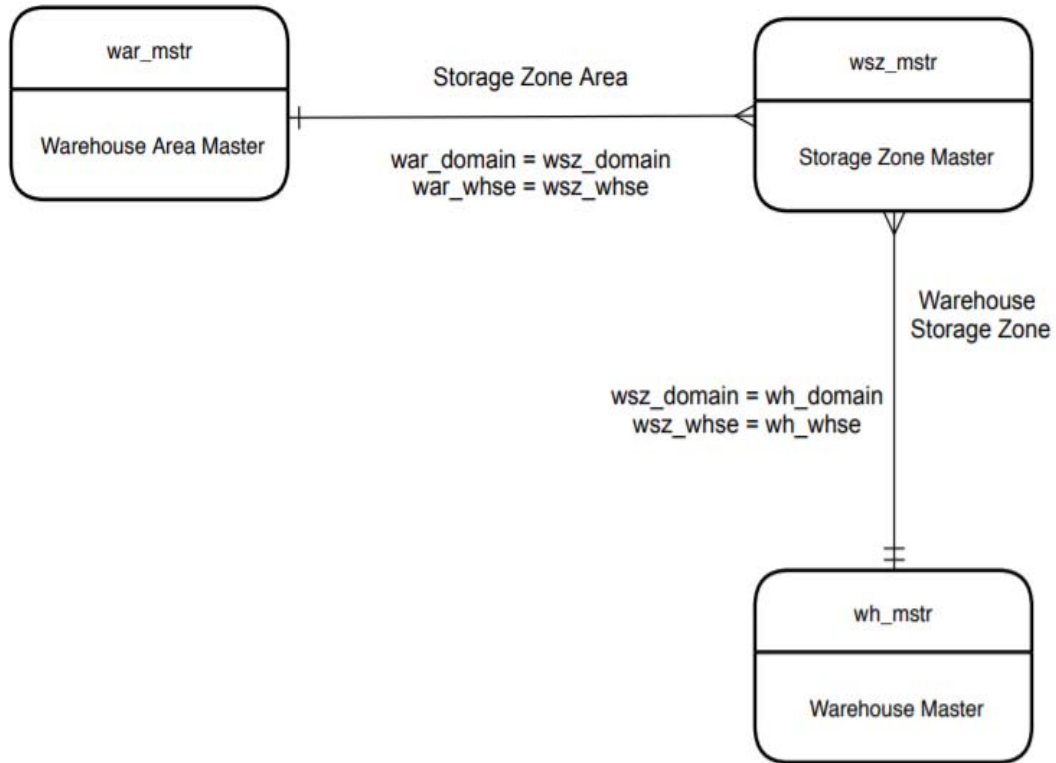 war_mstr
Warehouse Area Master
Storage Zone Area
war_domain = wsz_domain
war_whse = wsz_whse
wsz_mstr
Storage Zone Master
Warehouse
Storage Zone
wsz_domain = wh_domain
wsz_whse = wh_whse
wh_mstr
Warehouse Master